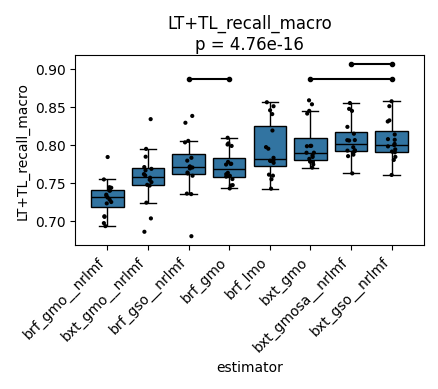 LT+TL_recall_macro
p = 4.76e-16
LT+TL_recall_macro
0.90
0.85
0.80
0.75
0.70
brf_gmo__nrlmf
bxt_gmo__nrlmf
brf_gso__nrlmf
brf_gmo
brf_lmo
bxt_gmo
bxt_gmosa__nrlmf
bxt_gso__nrlmf
estimator